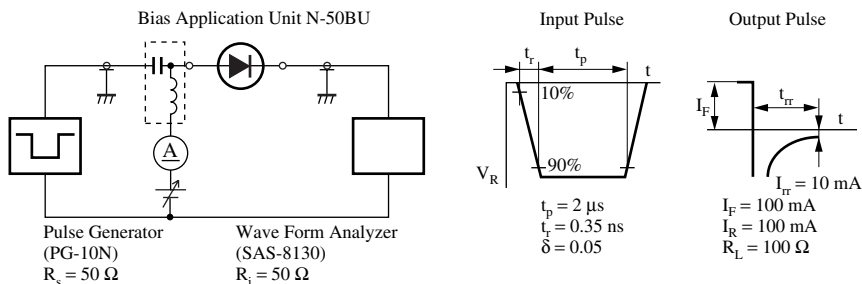 Bias Application Unit N-50BU
A
Pulse Generator
(PG-10N)
R_s = 50 Ω
Wave Form Analyzer
(SAS-8130)
R_i = 50 Ω
Input Pulse
t_r
t_p
t
10%
90%
V_R
t_p = 2 µs
t_r = 0.35 ns
δ = 0.05
Output Pulse
I_F
t_rr
t
I_rr = 10 mA
I_F = 100 mA
I_R = 100 mA
R_L = 100 Ω